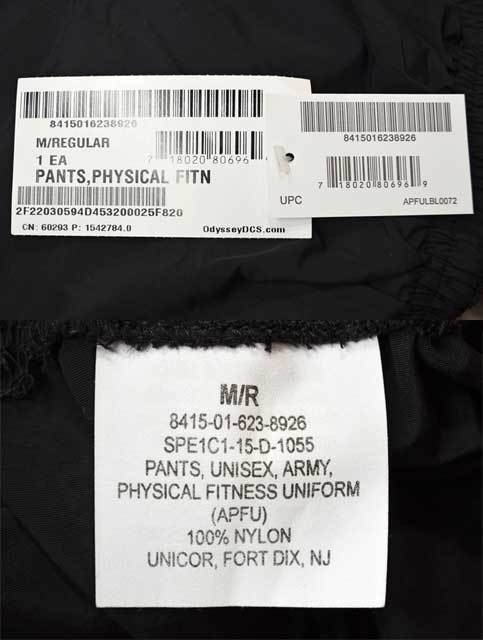 8415016238926
M/REGULAR
1 EA
7 18020 80696
PANTS,PHYSICAL FITN
2F22030594D453200025F820
CN: 60293 P: 1542784.0
OdysseyDCS.com
8415016238926
7 18020 80696 9
UPC
APFULBL0072
M/R
8415-01-623-8926
SPE1C1-15-D-1055
PANTS, UNISEX, ARMY,
PHYSICAL FITNESS UNIFORM
(APFU)
100% NYLON
UNICOR, FORT DIX, NJ